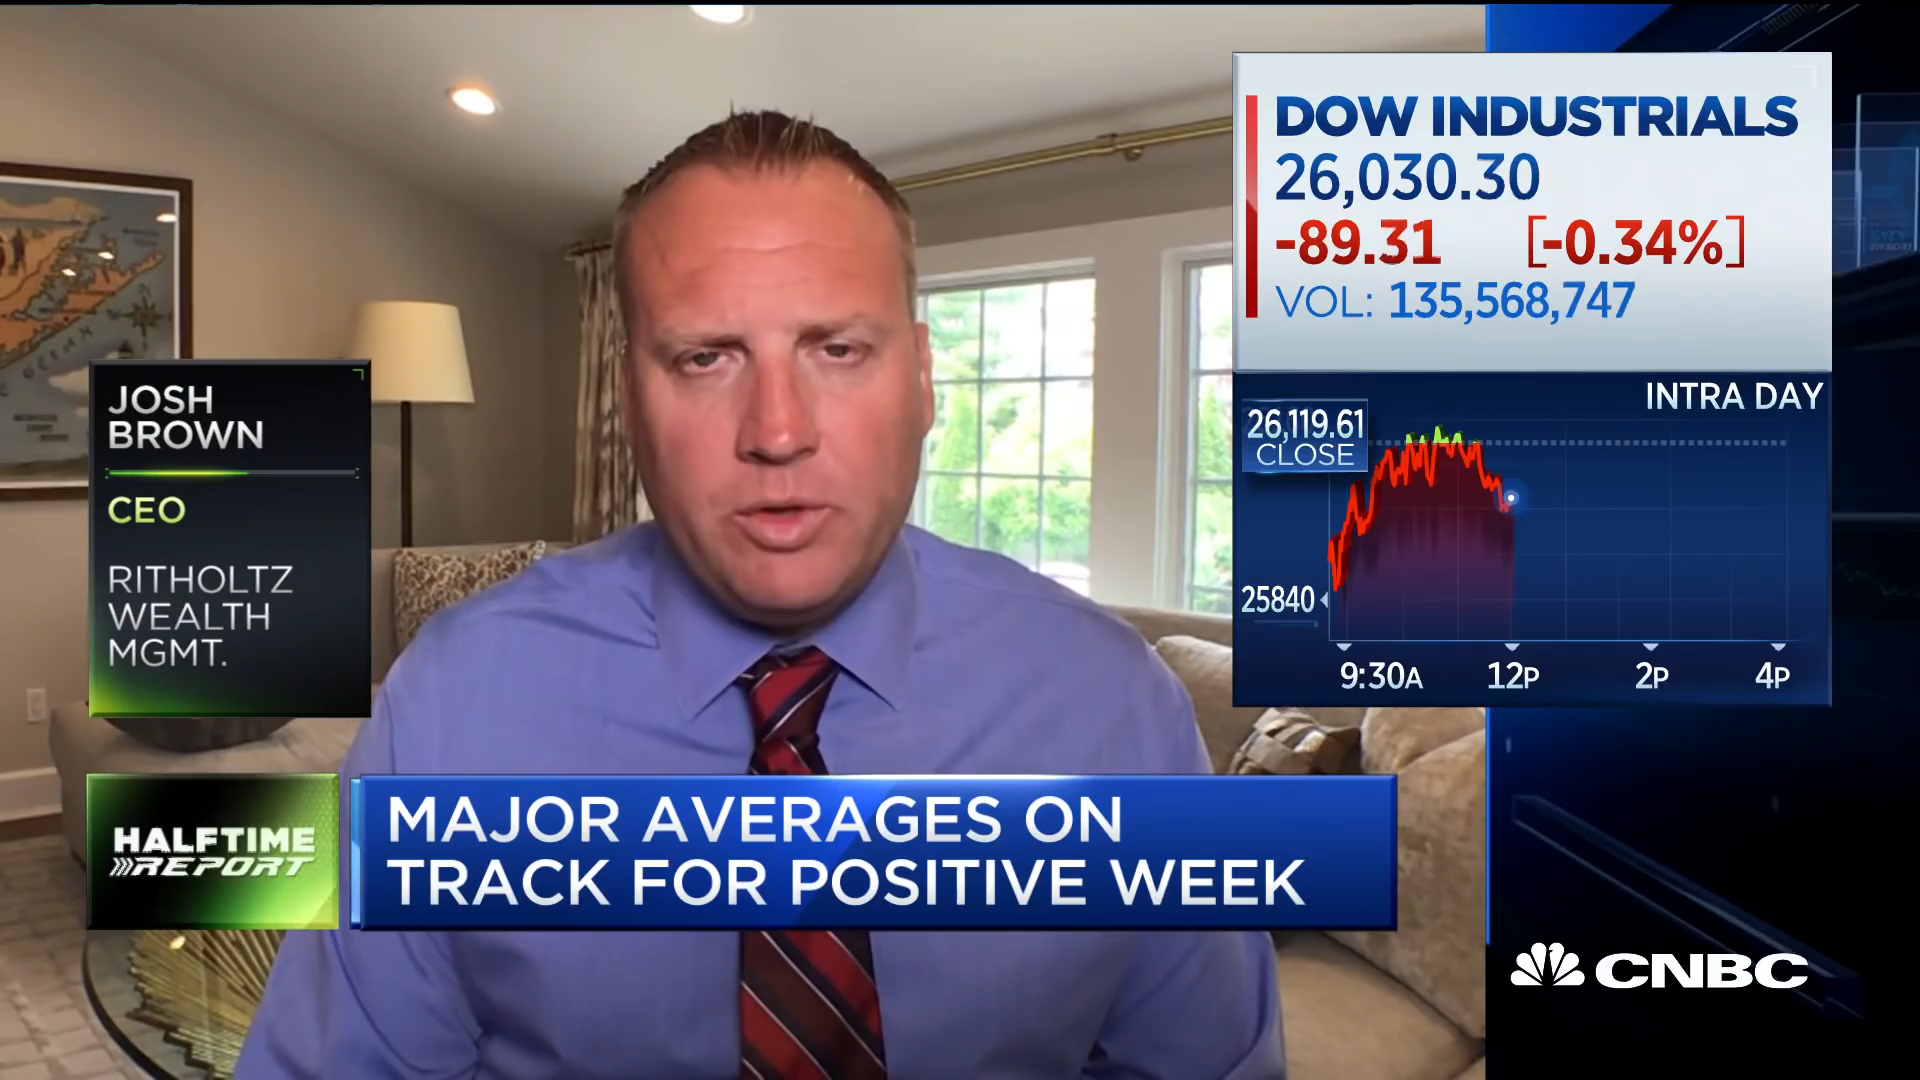 DOW INDUSTRIALS
26,030.30
-89.31 [-0.34%]
VOL: 135,568,747
INTRA DAY
26,119.61
CLOSE
25840
9:30A 12P 2P 4P
JOSH
BROWN
CEO
RITHOLTZ
WEALTH
MGMT.
HALFTIME
REPORT
MAJOR AVERAGES ON
TRACK FOR POSITIVE WEEK
CNBC